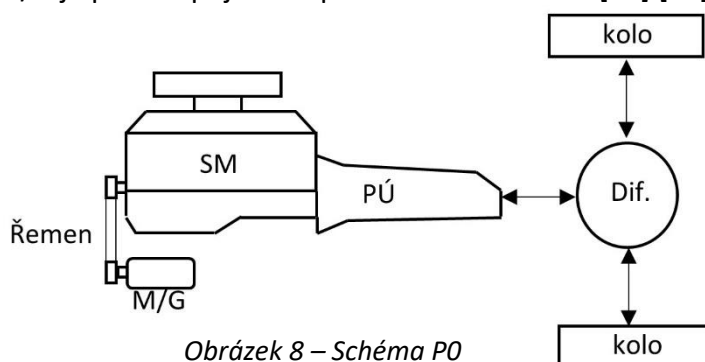 kolo
SM
PÚ
Dif.
Řemen
M/G
Obrázek 8 – Schéma P0
kolo